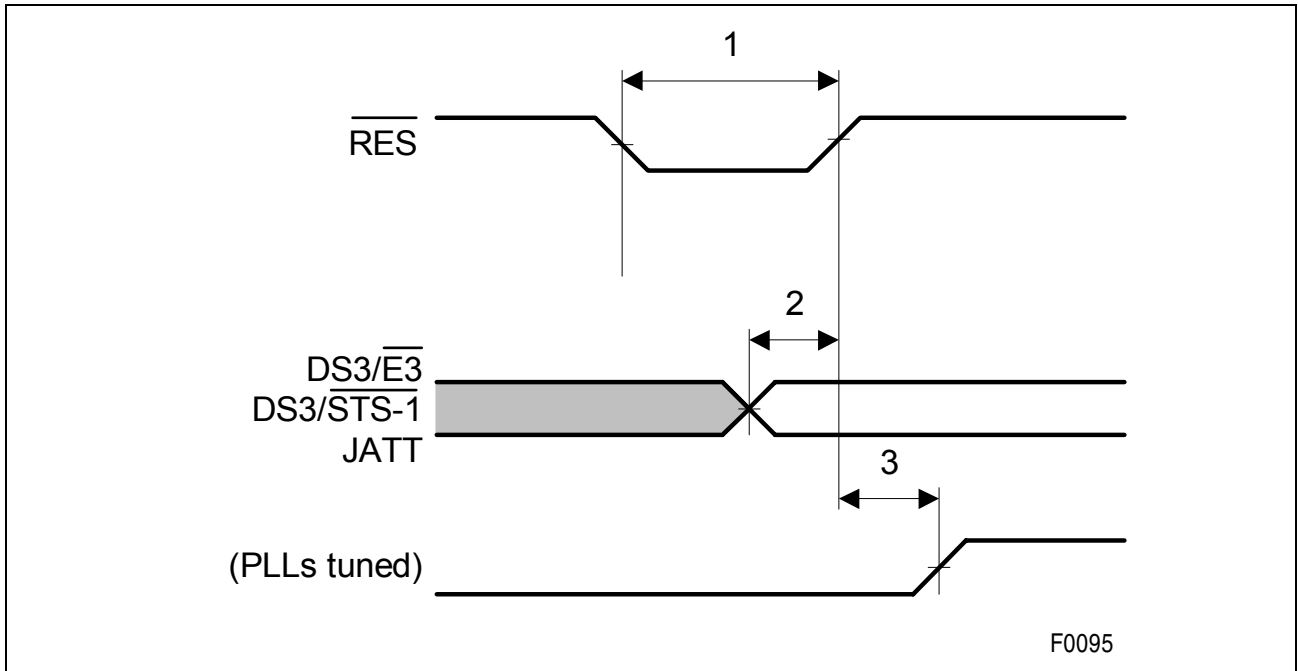 1
RES
2
DS3/E3
DS3/STS-1
JATT
3
(PLLs tuned)
F0095